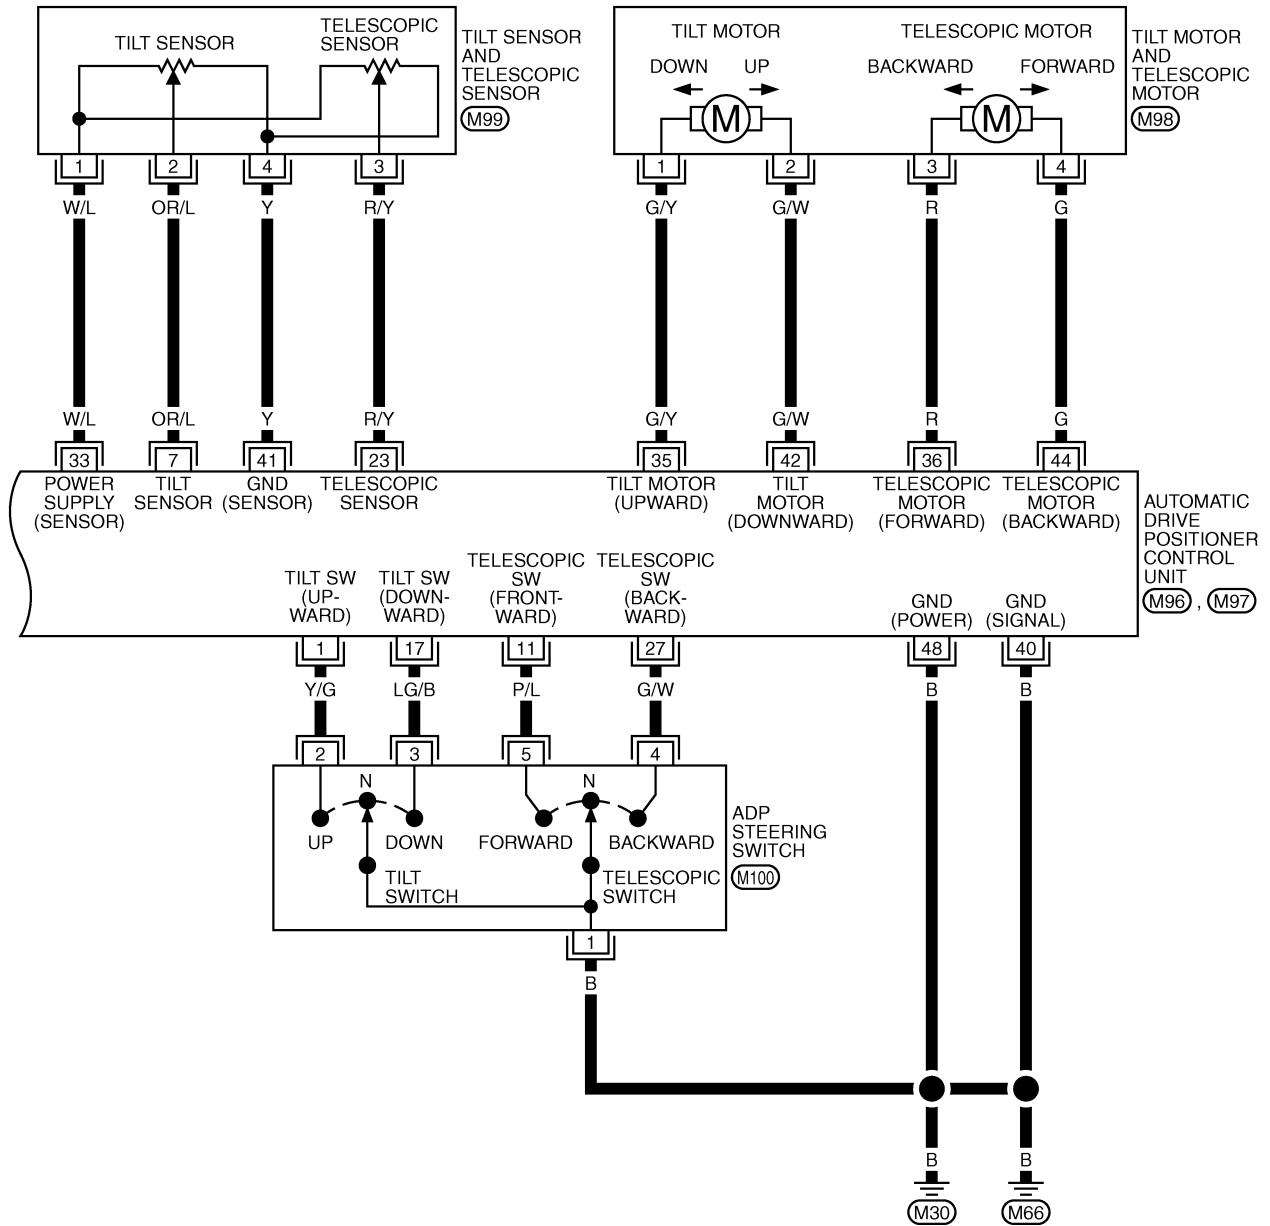 TILT SENSOR
TELESCOPIC
SENSOR
TILT SENSOR
AND
TELESCOPIC
SENSOR
M99
1
2
4
3
TILT MOTOR
TELESCOPIC MOTOR
DOWN
UP
BACKWARD
FORWARD
M
M
TILT MOTOR
AND
TELESCOPIC
MOTOR
M98
1
2
3
4
W/L
OR/L
Y
R/Y
G/Y
G/W
R
G
W/L
OR/L
Y
R/Y
G/Y
G/W
R
G
33
7
41
23
35
42
36
44
POWER
SUPPLY
(SENSOR)
TILT
SENSOR
GND
(SENSOR)
TELESCOPIC
SENSOR
TILT MOTOR
(UPWARD)
TILT
MOTOR
(DOWNWARD)
TELESCOPIC
MOTOR
(FORWARD)
TELESCOPIC
MOTOR
(BACKWARD)
AUTOMATIC
DRIVE
POSITIONER
CONTROL
UNIT
M96 , M97
TILT SW
(UP-
WARD)
TILT SW
(DOWN-
WARD)
TELESCOPIC
SW
(FRONT-
WARD)
TELESCOPIC
SW
(BACK-
WARD)
GND
(POWER)
GND
(SIGNAL)
1
17
11
27
48
40
Y/G
LG/B
P/L
G/W
B
B
2
3
5
4
N
N
UP
DOWN
FORWARD
BACKWARD
TILT
SWITCH
TELESCOPIC
SWITCH
ADP
STEERING
SWITCH
M100
1
B
B
B
M30
M66